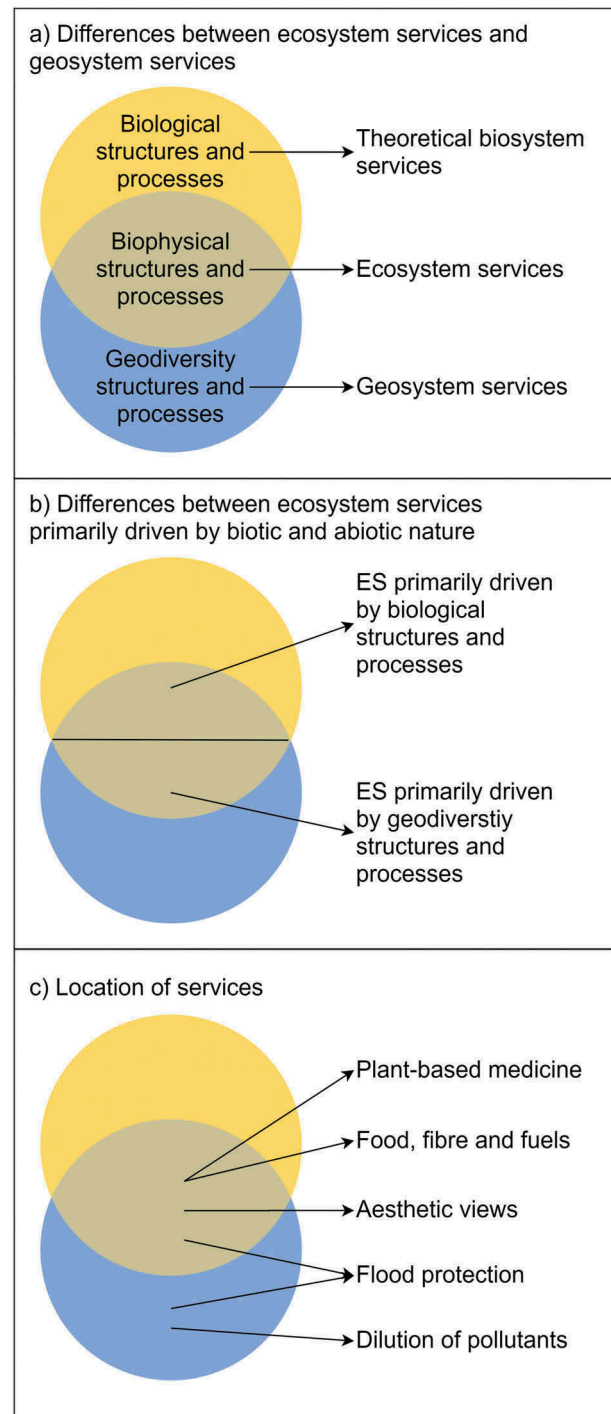 a) Differences between ecosystem services and
geosystem services
Biological
structures and
processes
Theoretical biosystem
services
Biophysical
structures and
processes
Ecosystem services
Geodiversity
structures and
processes
Geosystem services
b) Differences between ecosystem services
primarily driven by biotic and abiotic nature
ES primarily driven
by biological
structures and
processes
ES primarily driven
by geodiverstiy
structures and
processes
c) Location of services
Plant-based medicine
Food, fibre and fuels
Aesthetic views
Flood protection
Dilution of pollutants